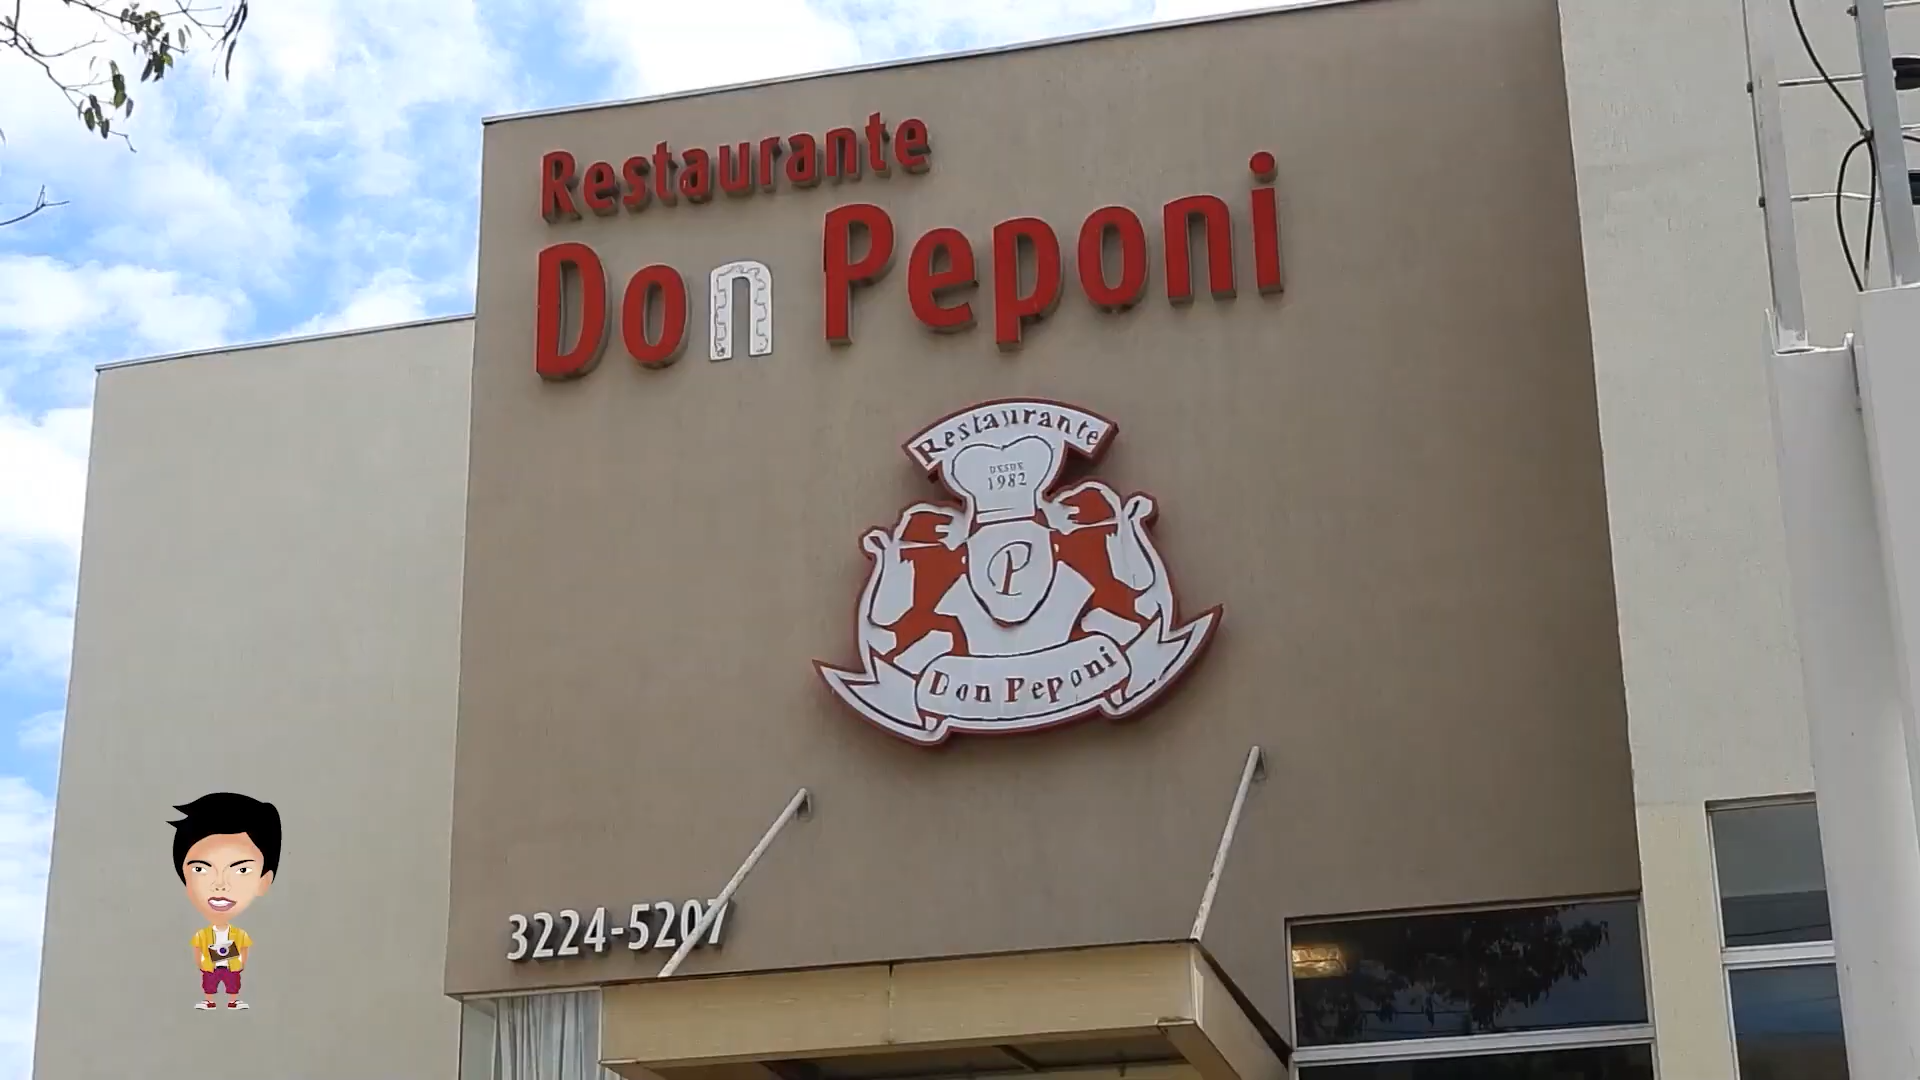 Restaurante
Don Peponi
Restaurante
DESDE
1982
P
Don Peponi
3224-5207